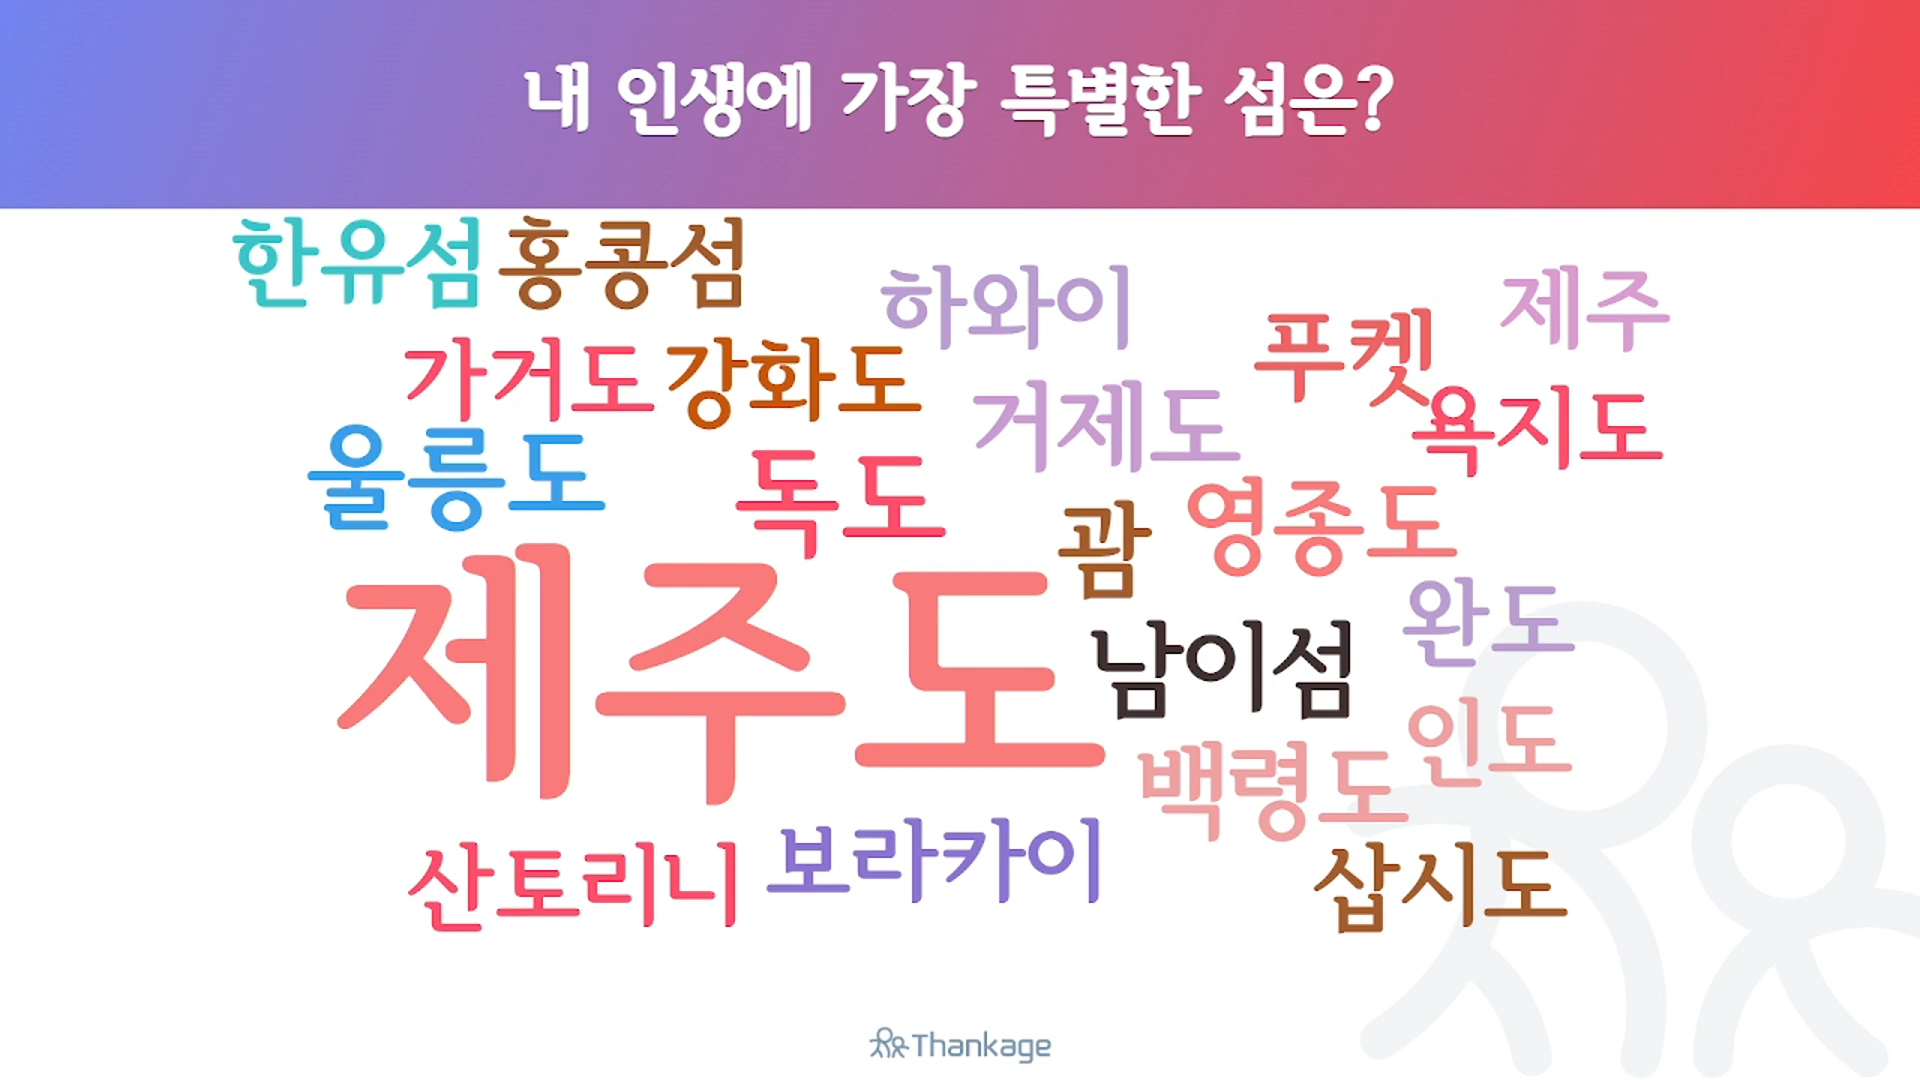 내 인생에 가장 특별한 섬은?
한유섬 홍콩섬
하와이
제주
푸켓
가거도 강화도
거제도
욕지도
울릉도
독도
괌
영종도
제주도
남이섬
완도
인도
백령도
산토리니
보라카이
삽시도
Thankage